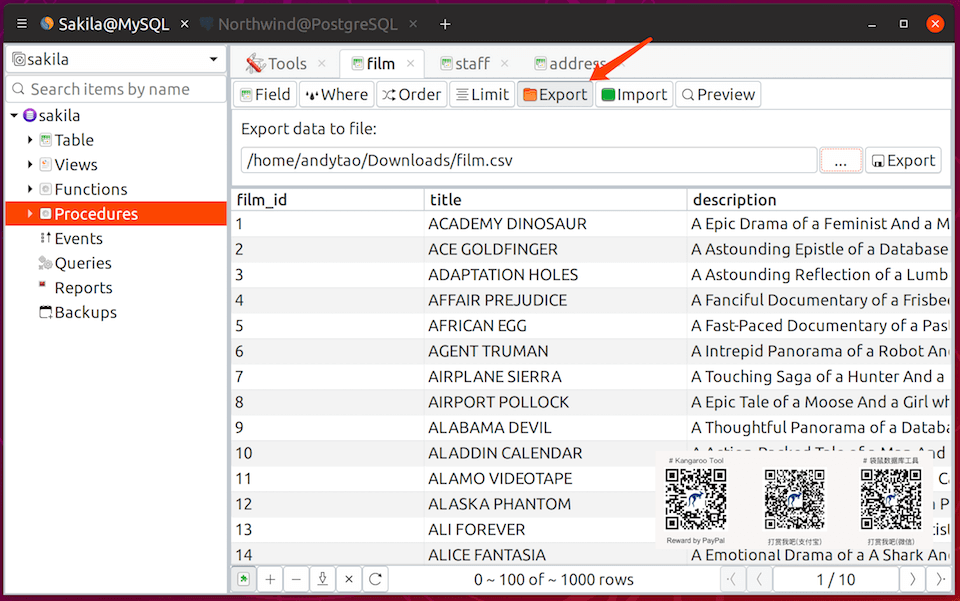 Sakila@MySQL × Northwind@PostgreSQL × +
sakila
Search items by name
sakila
Table
Views
Functions
Procedures
Events
Queries
Reports
Backups
Tools × film × staff × address
Field Where Order Limit Export Import Preview
Export data to file:
/home/andytao/Downloads/film.csv ... Export
film_id title description
1 ACADEMY DINOSAUR A Epic Drama of a Feminist And a M
2 ACE GOLDFINGER A Astounding Epistle of a Database
3 ADAPTATION HOLES A Astounding Reflection of a Lumb
4 AFFAIR PREJUDICE A Fanciful Documentary of a Frisbe
5 AFRICAN EGG A Fast-Paced Documentary of a Pas
6 AGENT TRUMAN A Intrepid Panorama of a Robot An
7 AIRPLANE SIERRA A Touching Saga of a Hunter And a
8 AIRPORT POLLOCK A Epic Tale of a Moose And a Girl wh
9 ALABAMA DEVIL A Thoughtful Panorama of a Databa
10 ALADDIN CALENDAR
11 ALAMO VIDEOTAPE
12 ALASKA PHANTOM
13 ALI FOREVER
14 ALICE FANTASIA A Emotional Drama of a A Shark An
# Kangaroo Tool # 袋鼠数据库工具
Reward by PayPal 打赏我吧(支付宝) 打赏我吧(微信)
0 ~ 100 of ~ 1000 rows 1 / 10